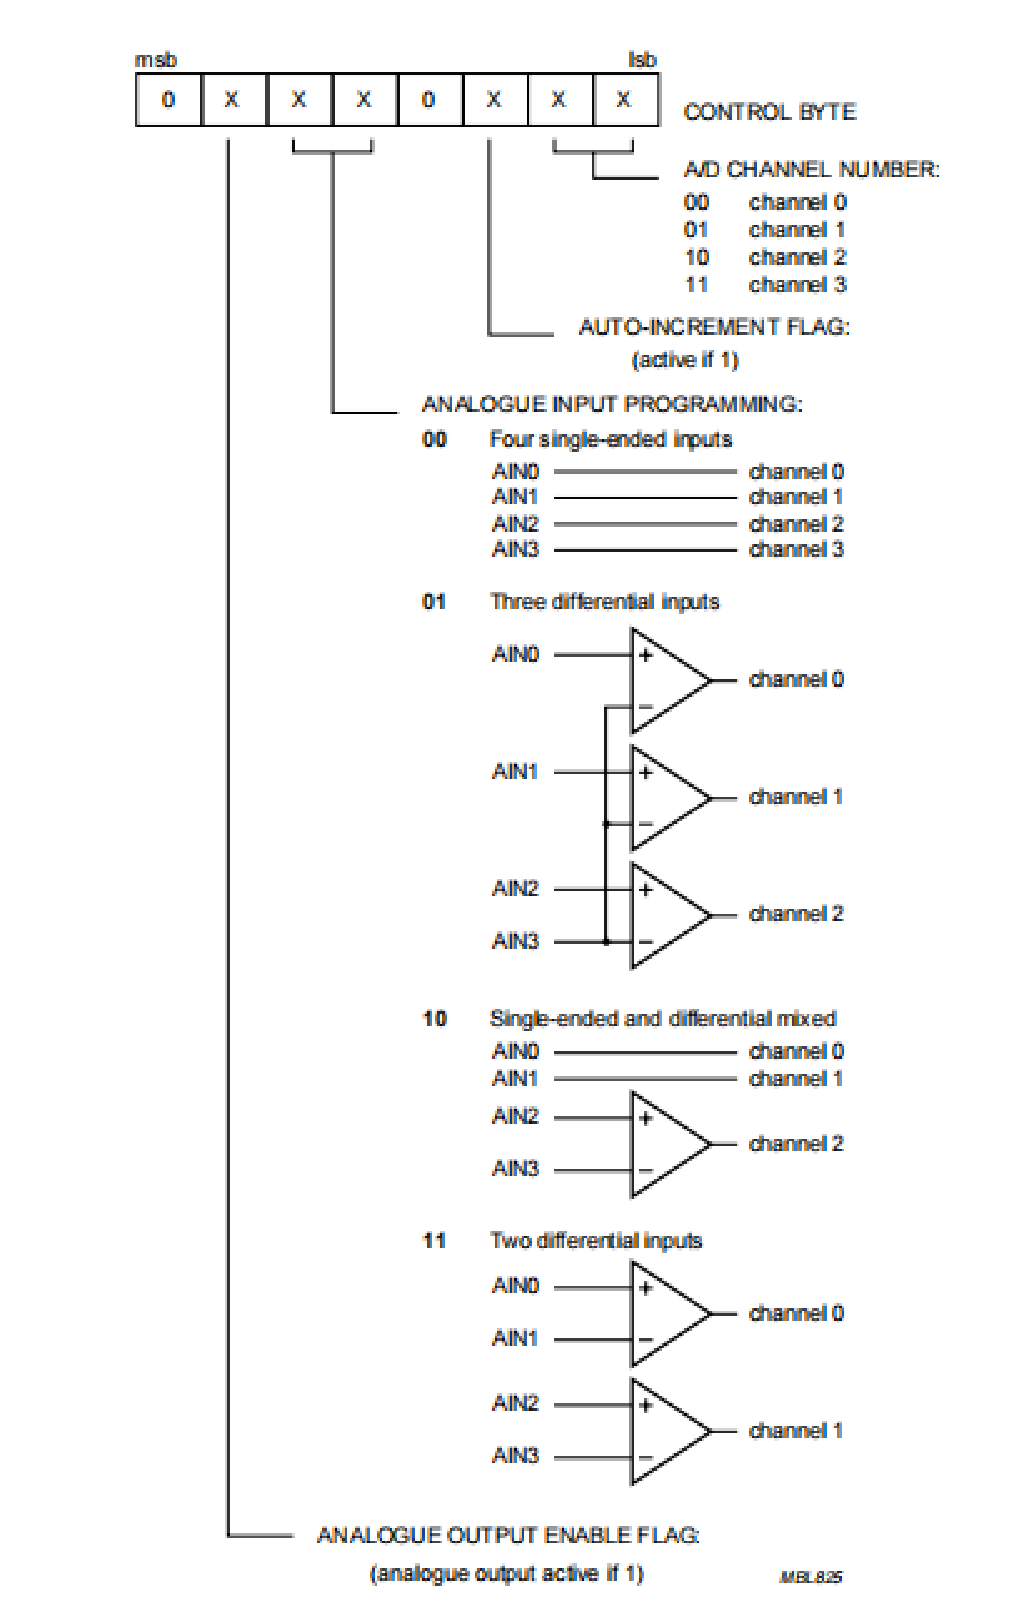 msb lsb
0 X X X 0 X X X CONTROL BYTE
A/D CHANNEL NUMBER:
00 channel 0
01 channel 1
10 channel 2
11 channel 3
AUTO-INCREMENT FLAG:
(active if 1)
ANALOGUE INPUT PROGRAMMING:
00 Four single-ended inputs
AIN0 channel 0
AIN1 channel 1
AIN2 channel 2
AIN3 channel 3
01 Three differential inputs
AIN0 + channel 0
−
AIN1 + channel 1
−
AIN2 + channel 2
AIN3 −
10 Single-ended and differential mixed
AIN0 channel 0
AIN1 channel 1
AIN2 + channel 2
AIN3 −
11 Two differential inputs
AIN0 + channel 0
AIN1 −
AIN2 + channel 1
AIN3 −
ANALOGUE OUTPUT ENABLE FLAG:
(analogue output active if 1) MBL825